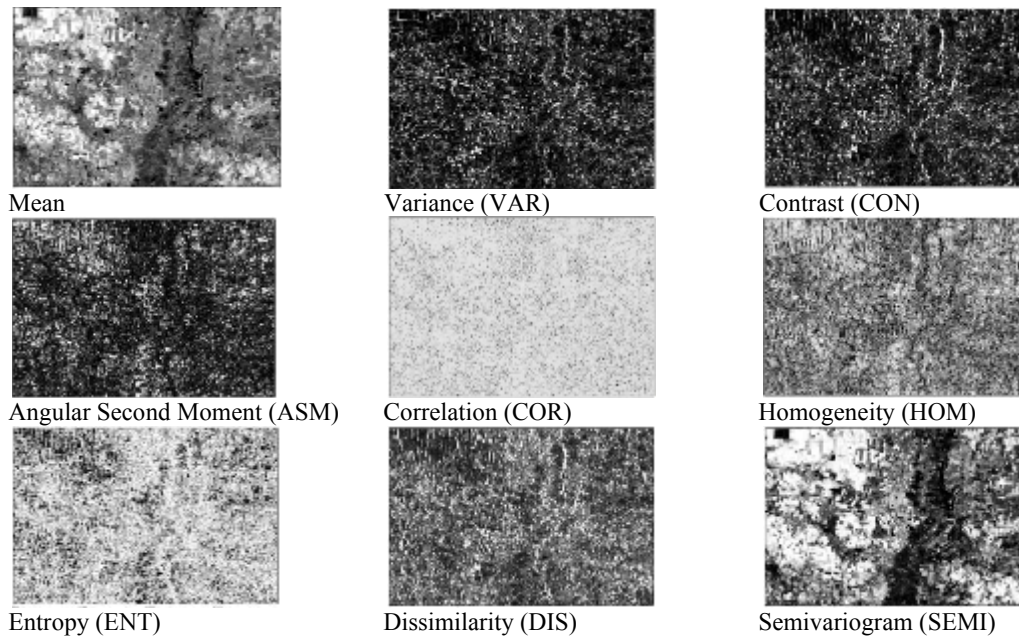 Mean
Variance (VAR)
Contrast (CON)
Angular Second Moment (ASM)
Correlation (COR)
Homogeneity (HOM)
Entropy (ENT)
Dissimilarity (DIS)
Semivariogram (SEMI)